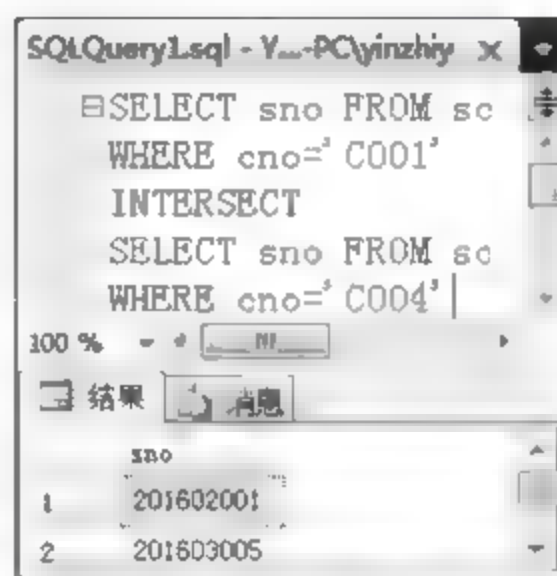 SQLQuery1.sql - Y...-PC\yinzhiy ×
SELECT sno FROM sc
WHERE cno='C001'
INTERSECT
SELECT sno FROM sc
WHERE cno='C004'
100 %
结果 消息
sno
1 201602001
2 201603005